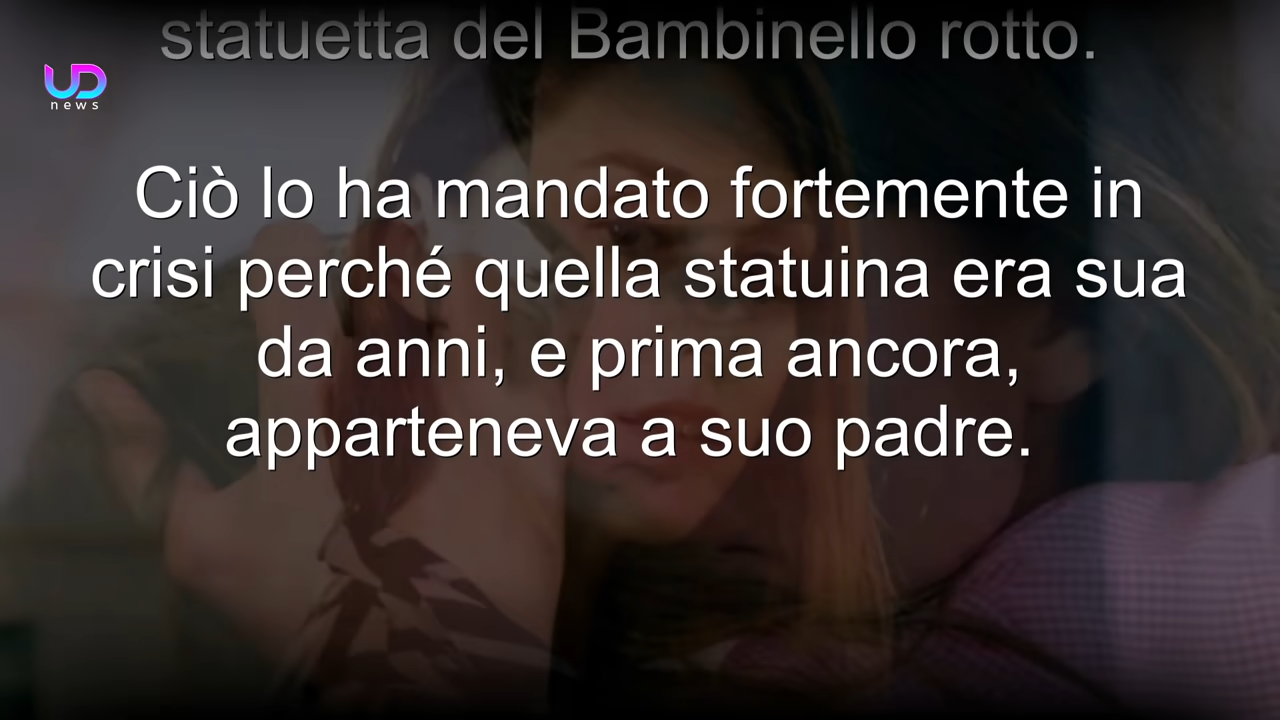 statuetta del Bambinello rotto.
UD
news
Ciò lo ha mandato fortemente in
crisi perché quella statuina era sua
da anni, e prima ancora,
apparteneva a suo padre.